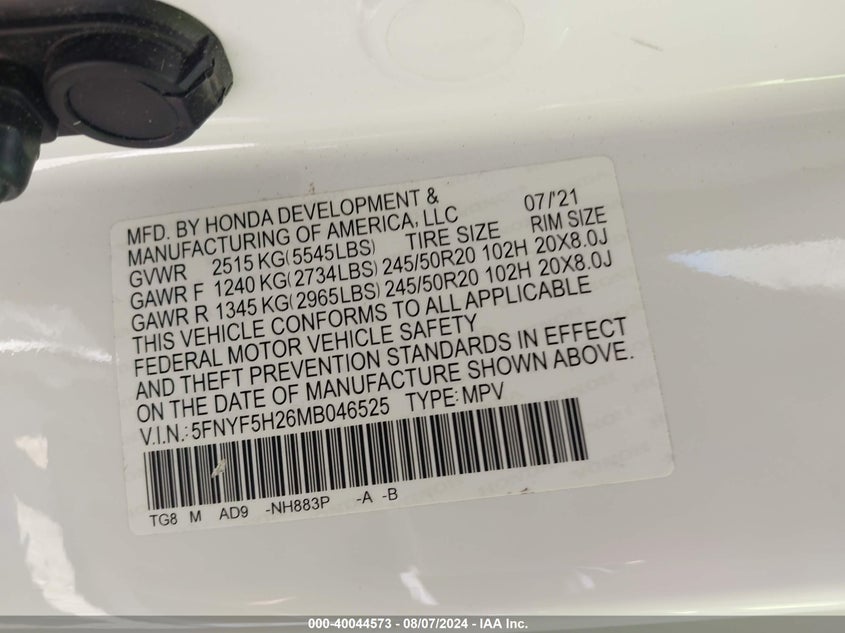 MFD. BY HONDA DEVELOPMENT & 07/'21
MANUFACTURING OF AMERICA, LLC
GVWR 2515 KG(5545LBS) TIRE SIZE RIM SIZE
GAWR F 1240 KG(2734LBS) 245/50R20 102H 20X8.0J
GAWR R 1345 KG(2965LBS) 245/50R20 102H 20X8.0J
THIS VEHICLE CONFORMS TO ALL APPLICABLE
FEDERAL MOTOR VEHICLE SAFETY
AND THEFT PREVENTION STANDARDS IN EFFECT
ON THE DATE OF MANUFACTURE SHOWN ABOVE.
V.I.N.: 5FNYF5H26MB046525 TYPE: MPV
TG8 M AD9 -NH883P -A -B
000-40044573 - 08/07/2024 - IAA Inc.